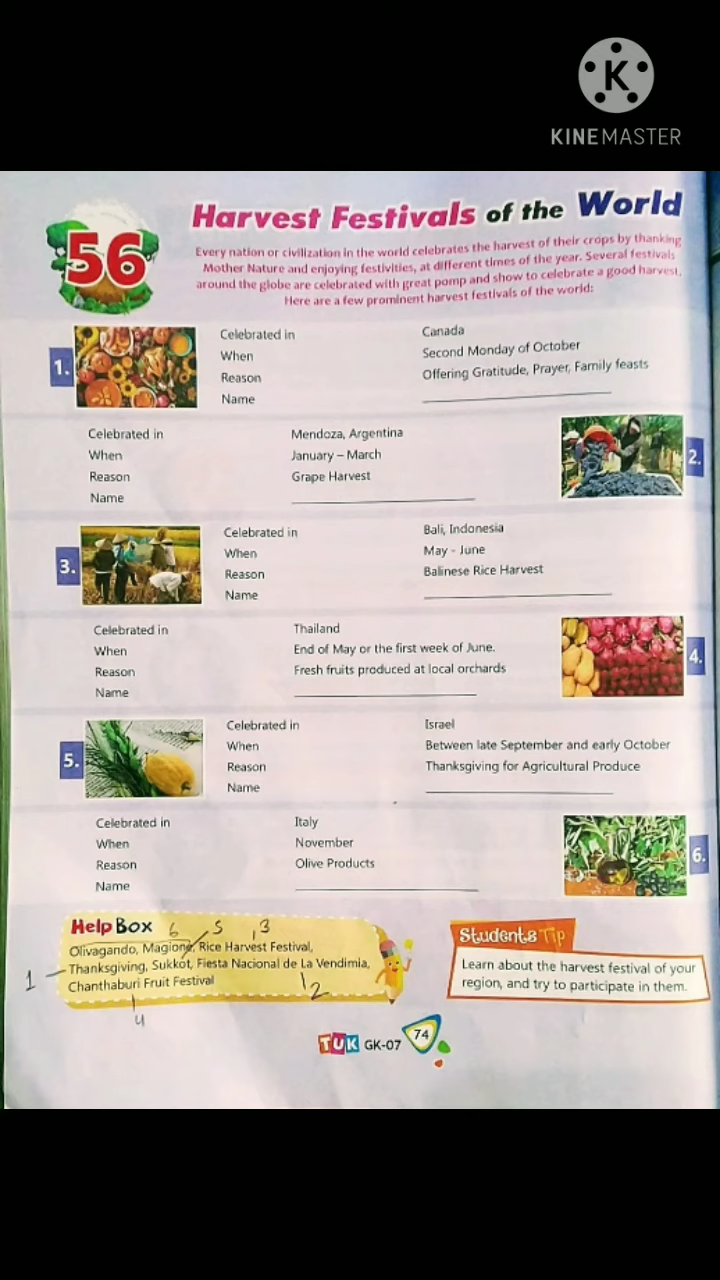 K
KINEMASTER
56
Harvest Festivals of the World
Every nation or civilization in the world celebrates the harvest of their crops by thanking
Mother Nature and enjoying festivities, at different times of the year. Several festivals
around the globe are celebrated with great pomp and show to celebrate a good harvest.
Here are a few prominent harvest festivals of the world:
1.
Celebrated in Canada
When Second Monday of October
Reason Offering Gratitude, Prayer, Family feasts
Name
2.
Celebrated in Mendoza, Argentina
When January – March
Reason Grape Harvest
Name
3.
Celebrated in Bali, Indonesia
When May - June
Reason Balinese Rice Harvest
Name
4.
Celebrated in Thailand
When End of May or the first week of June.
Reason Fresh fruits produced at local orchards
Name
5.
Celebrated in Israel
When Between late September and early October
Reason Thanksgiving for Agricultural Produce
Name
6.
Celebrated in Italy
When November
Reason Olive Products
Name
Help Box 6 5 3
Olivagando, Magione, Rice Harvest Festival,
1 Thanksgiving, Sukkot, Fiesta Nacional de La Vendimia,
Chanthaburi Fruit Festival 2
4
Students Tip
Learn about the harvest festival of your
region, and try to participate in them.
TUK GK-07 74